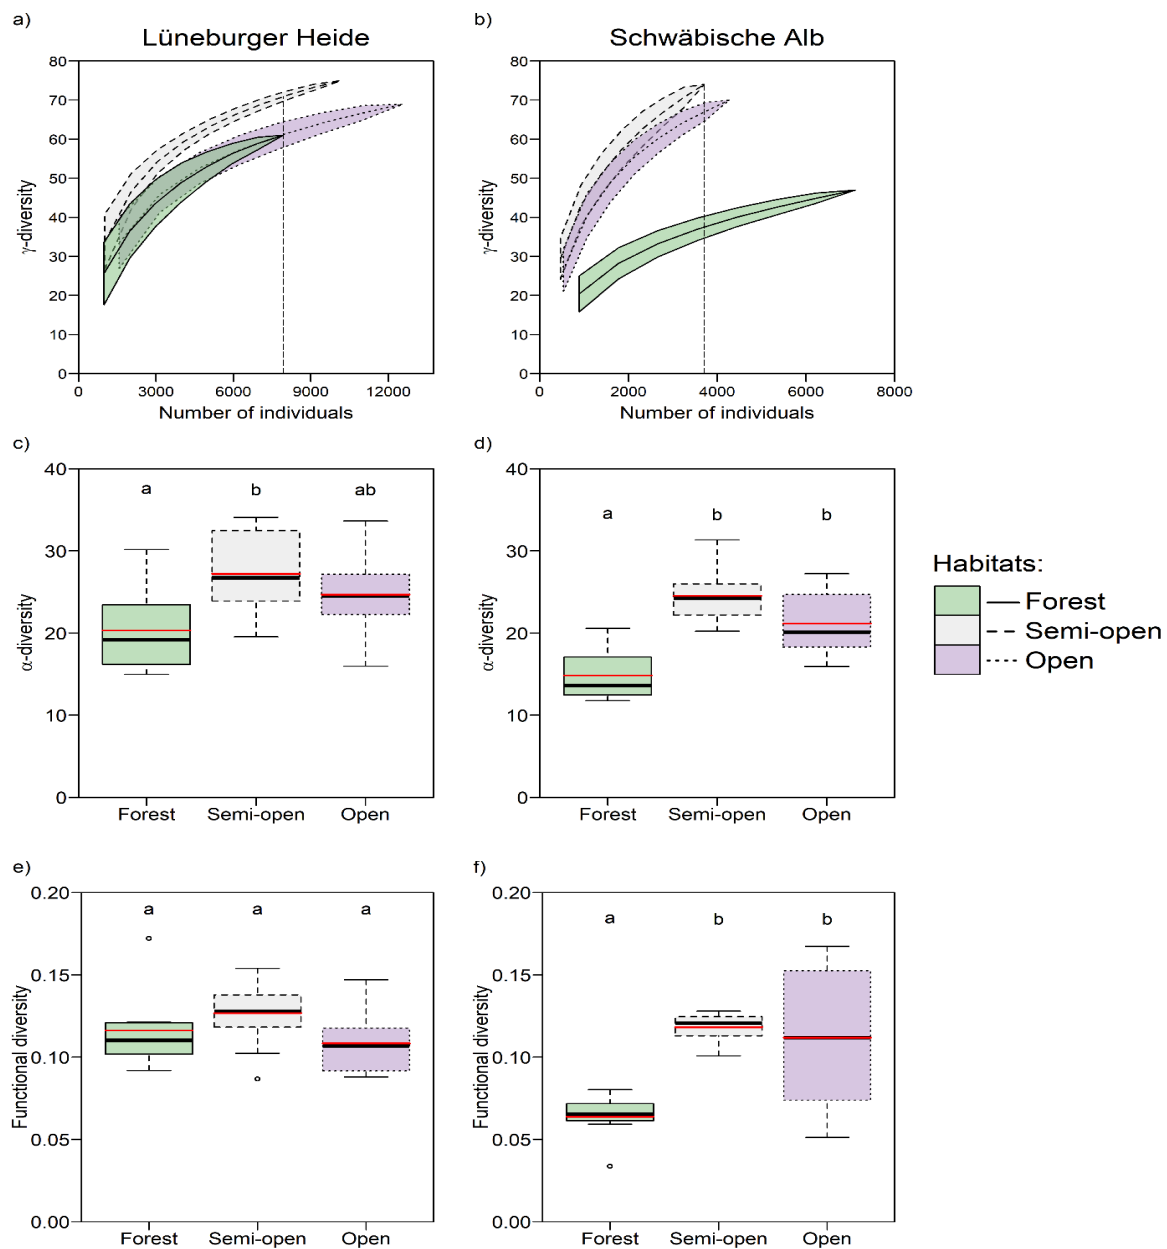 a)
Lüneburger Heide
80
70
60
50
40
30
20
10
0
γ-diversity
0 3000 6000 9000 12000
Number of individuals
b)
Schwäbische Alb
80
70
60
50
40
30
20
10
0
γ-diversity
0 2000 4000 6000 8000
Number of individuals
c)
40
30
20
10
0
α-diversity
a b ab
Forest Semi-open Open
d)
40
30
20
10
0
α-diversity
a b b
Forest Semi-open Open
Habitats:
Forest
Semi-open
Open
e)
0.20
0.15
0.10
0.05
0.00
Functional diversity
a a a
Forest Semi-open Open
f)
0.20
0.15
0.10
0.05
0.00
Functional diversity
a b b
Forest Semi-open Open